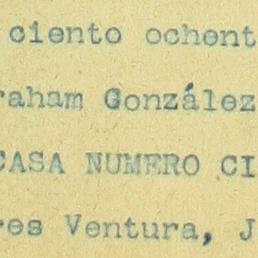 ciento ochent
raham González
CASA NUMERO CI
res Ventura, J